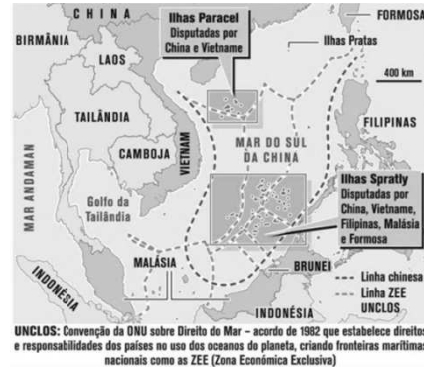 CHINA
FORMOSA
BIRMÂNIA
LAOS
Ilhas Paracel
Disputadas por
China e Vietname
Ilhas Pratas
400 km
TAILÂNDIA
VIETNAM
FILIPINAS
MAR DO SUL
DA CHINA
CAMBOJA
MAR ANDAMAN
Golfo da
Tailândia
Ilhas Spratly
Disputadas por
China, Vietname,
Filipinas, Malásia
e Formosa
MALÁSIA
BRUNEI
INDONÉSIA
INDONÉSIA
Linha chinesa
Linha ZEE
UNCLOS
UNCLOS: Convenção da ONU sobre Direito do Mar – acordo de 1982 que estabelece direitos
e responsabilidades dos países no uso dos oceanos do planeta, criando fronteiras marítimas
nacionais como as ZEE (Zona Económica Exclusiva)